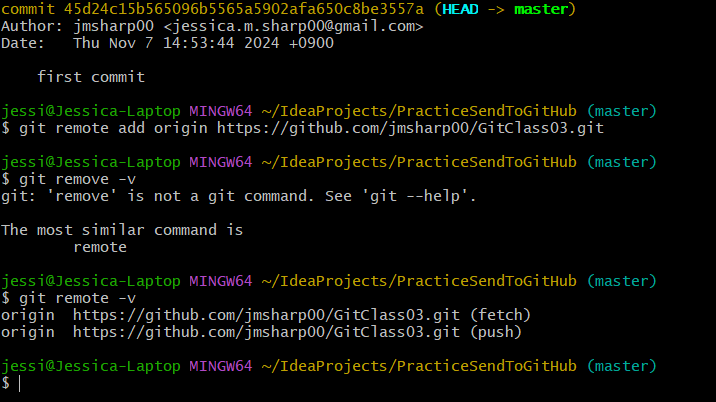 commit 45d24c15b565096b5565a5902afa650c8be3557a (HEAD -> master)
Author: jmsharp00 <jessica.m.sharp00@gmail.com>
Date:   Thu Nov 7 14:53:44 2024 +0900

    first commit

jessi@Jessica-Laptop MINGW64 ~/IdeaProjects/PracticeSendToGitHub (master)
$ git remote add origin https://github.com/jmsharp00/GitClass03.git

jessi@Jessica-Laptop MINGW64 ~/IdeaProjects/PracticeSendToGitHub (master)
$ git remove -v
git: 'remove' is not a git command. See 'git --help'.

The most similar command is
        remote

jessi@Jessica-Laptop MINGW64 ~/IdeaProjects/PracticeSendToGitHub (master)
$ git remote -v
origin  https://github.com/jmsharp00/GitClass03.git (fetch)
origin  https://github.com/jmsharp00/GitClass03.git (push)

jessi@Jessica-Laptop MINGW64 ~/IdeaProjects/PracticeSendToGitHub (master)
$